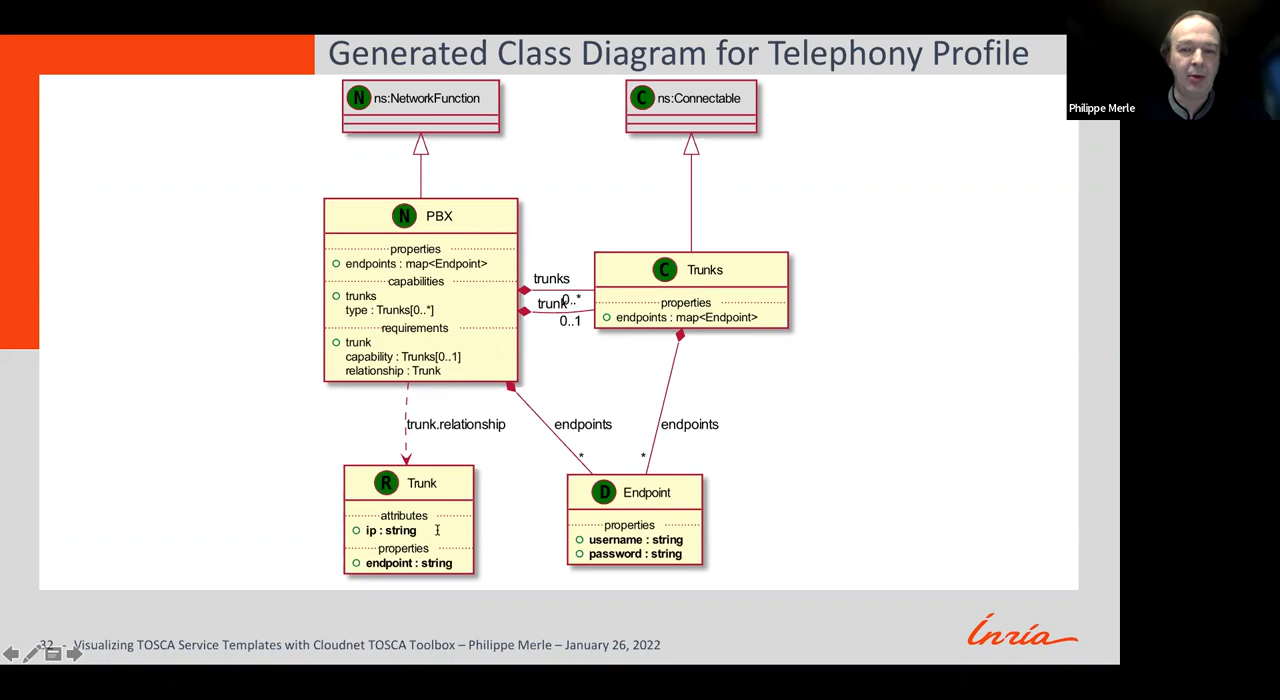 Generated Class Diagram for Telephony Profile
Philippe Merle
N ns:NetworkFunction
C ns:Connectable
N PBX
properties
endpoints : map<Endpoint>
capabilities
trunks
type : Trunks[0..*]
requirements
trunk
capability : Trunks[0..1]
relationship : Trunk
trunks
0..*
trunk
0..1
C Trunks
properties
endpoints : map<Endpoint>
trunk.relationship
endpoints
*
endpoints
*
R Trunk
attributes
ip : string
properties
endpoint : string
D Endpoint
properties
username : string
password : string
32 - Visualizing TOSCA Service Templates with Cloudnet TOSCA Toolbox – Philippe Merle – January 26, 2022
Inria